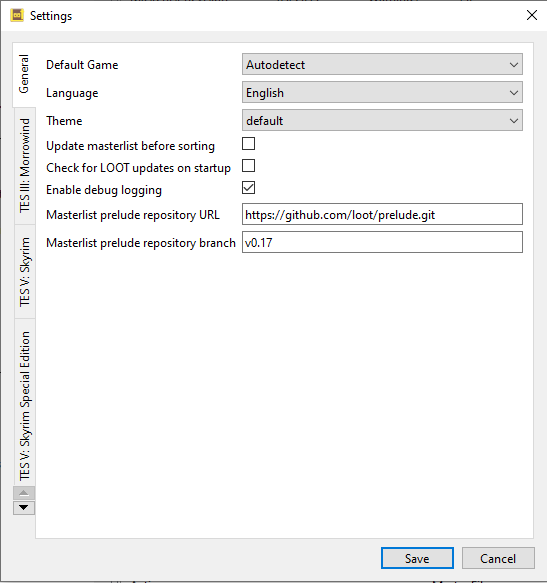 Settings
General
TES III: Morrowind
TES V: Skyrim
TES V: Skyrim Special Edition
Default Game Autodetect
Language English
Theme default
Update masterlist before sorting
Check for LOOT updates on startup
Enable debug logging
Masterlist prelude repository URL https://github.com/loot/prelude.git
Masterlist prelude repository branch v0.17
Save Cancel